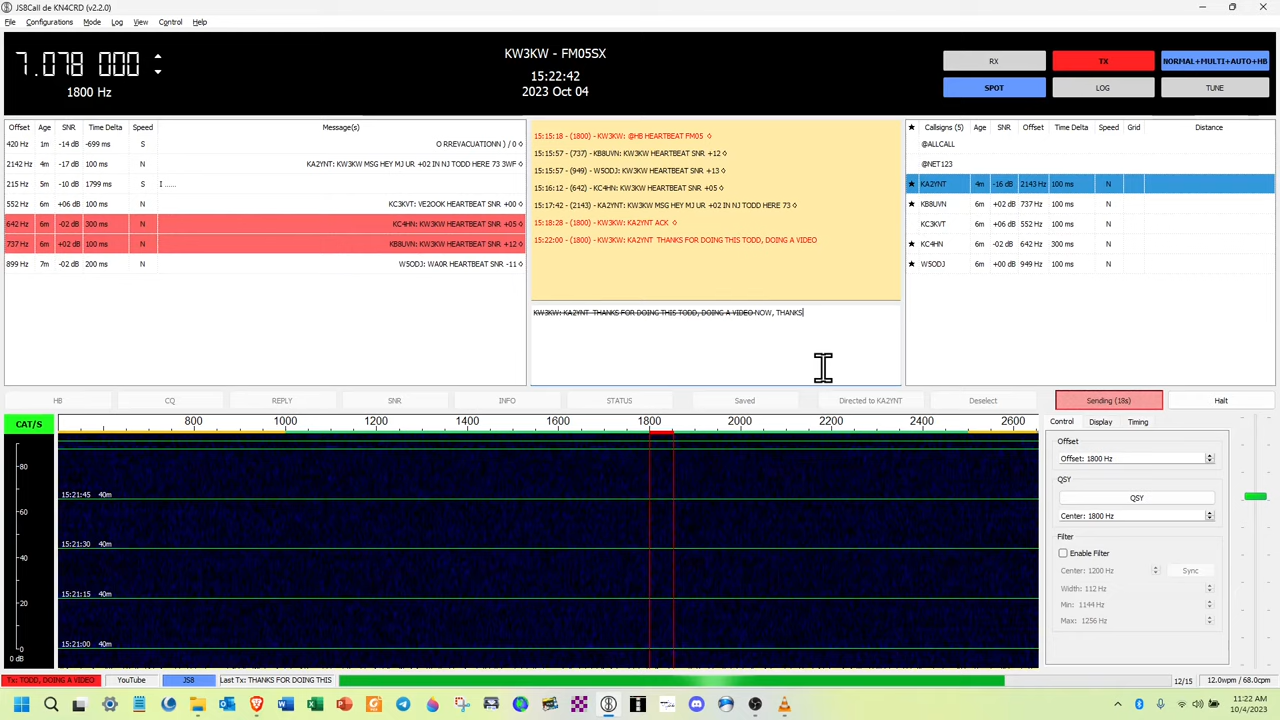 JS8Call de KN4CRD (v2.2.0)
File Configurations Mode Log View Control Help
7.078 000
1800 Hz
KW3KW - FM05SX
15:22:42
2023 Oct 04
RX TX NORMAL+MULTI+AUTO+HB
SPOT LOG TUNE
Offset Age SNR Time Delta Speed Message(s)
420 Hz 1m -14 dB -699 ms S O RREVACUATIONN ) / 0 ♢
2142 Hz 4m -17 dB 100 ms N KA2YNT: KW3KW MSG HEY MJ UR +02 IN NJ TODD HERE 73 3WF ♢
215 Hz 5m -10 dB 1799 ms S I ......
552 Hz 6m +06 dB 100 ms N KC3KVT: VE2OOK HEARTBEAT SNR +00 ♢
642 Hz 6m -02 dB 300 ms N KC4HN: KW3KW HEARTBEAT SNR +05 ♢
737 Hz 6m +02 dB 100 ms N KB8UVN: KW3KW HEARTBEAT SNR +12 ♢
899 Hz 7m -02 dB 200 ms N W5ODJ: WA0R HEARTBEAT SNR -11 ♢
15:15:18 - (1800) - KW3KW: @HB HEARTBEAT FM05 ♢
15:15:57 - (737) - KB8UVN: KW3KW HEARTBEAT SNR +12 ♢
15:15:57 - (949) - W5ODJ: KW3KW HEARTBEAT SNR +13 ♢
15:16:12 - (642) - KC4HN: KW3KW HEARTBEAT SNR +05 ♢
15:17:42 - (2143) - KA2YNT: KW3KW MSG HEY MJ UR +02 IN NJ TODD HERE 73 ♢
15:18:28 - (1800) - KW3KW: KA2YNT ACK ♢
15:22:00 - (1800) - KW3KW: KA2YNT THANKS FOR DOING THIS TODD, DOING A VIDEO
KW3KW: KA2YNT THANKS FOR DOING THIS TODD, DOING A VIDEO NOW, THANKS
★ Callsigns (5) Age SNR Offset Time Delta Speed Grid Distance
@ALLCALL
@NET123
★ KA2YNT 4m -16 dB 2143 Hz 100 ms N
★ KB8UVN 6m +02 dB 737 Hz 100 ms N
KC3KVT 6m +06 dB 552 Hz 100 ms N
★ KC4HN 6m -02 dB 642 Hz 300 ms N
★ W5ODJ 6m +00 dB 949 Hz 100 ms N
HB CQ REPLY SNR INFO STATUS Saved Directed to KA2YNT Deselect Sending (18s) Halt
CAT/S 800 1000 1200 1400 1600 1800 2000 2200 2400 2600
Control Display Timing
Offset
Offset: 1800 Hz
QSY
QSY
Center: 1800 Hz
Filter
Enable Filter
Center: 1200 Hz Sync
Width: 112 Hz
Min: 1144 Hz
Max: 1256 Hz
80
60
40
20
0
0 dB
15:21:45 40m
15:21:30 40m
15:21:15 40m
15:21:00 40m
Tx: TODD, DOING A VIDEO YouTube JS8 Last Tx: THANKS FOR DOING THIS 12/15 12.0wpm / 68.0cpm
11:22 AM
10/4/2023